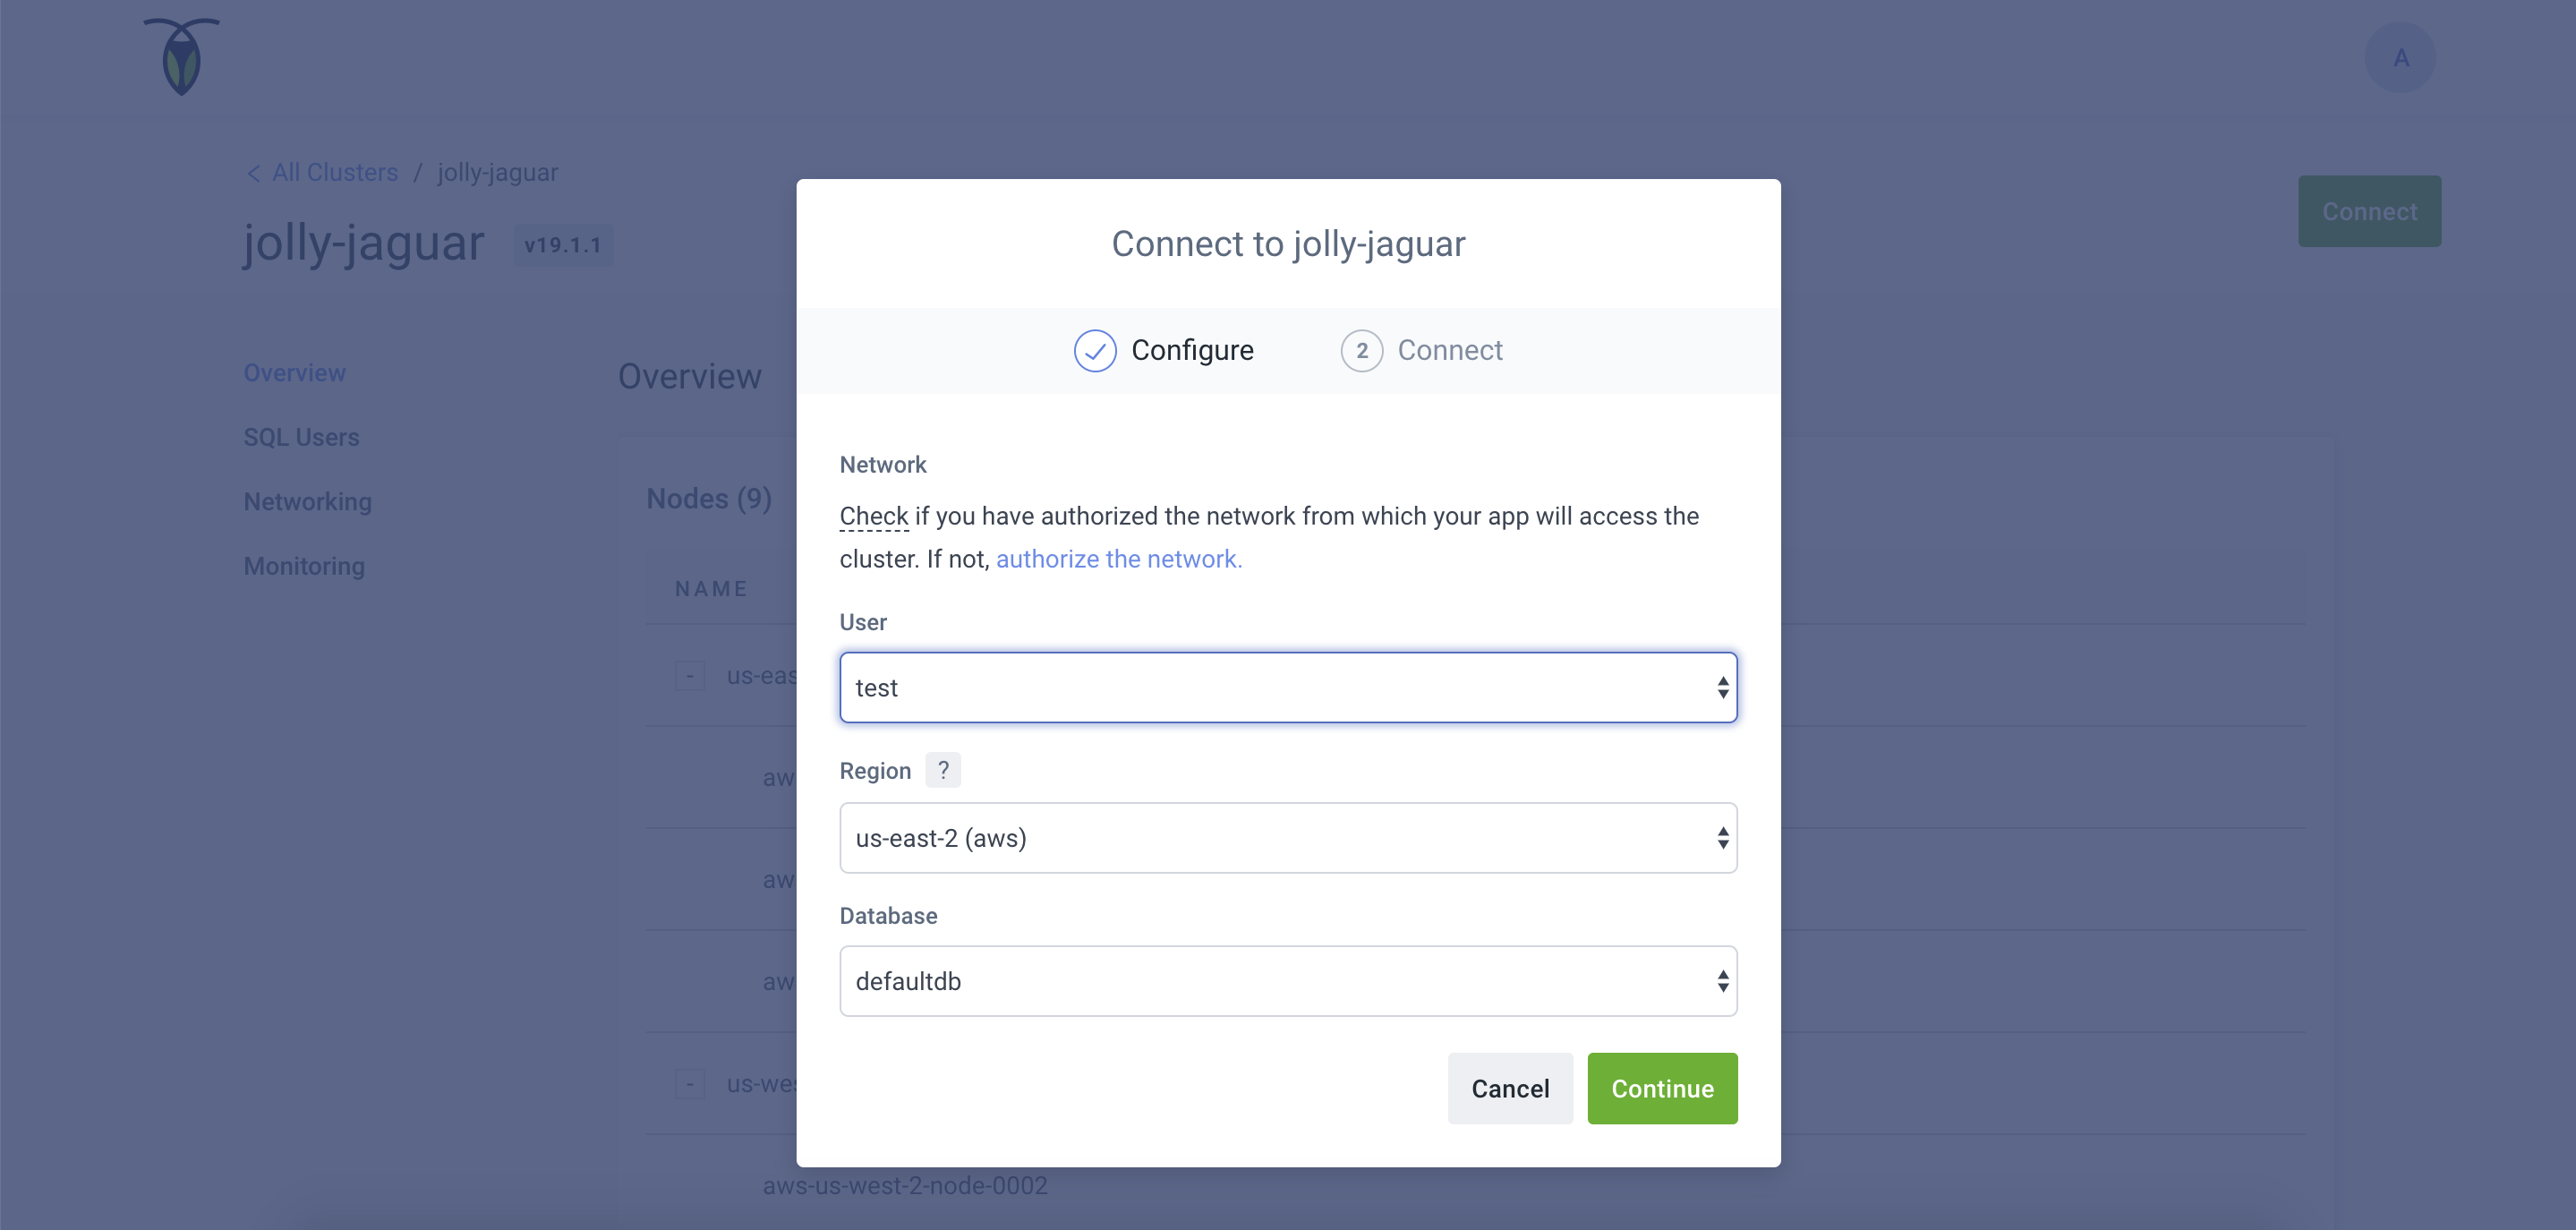 A
< All Clusters / jolly-jaguar
jolly-jaguar v19.1.1
Connect
Overview
SQL Users
Networking
Monitoring
Overview
Nodes (9)
NAME
- us-eas
aw
aw
aw
- us-wes
aws-us-west-2-node-0002
Connect to jolly-jaguar
Configure 2 Connect
Network
Check if you have authorized the network from which your app will access the
cluster. If not, authorize the network.
User
test
Region ?
us-east-2 (aws)
Database
defaultdb
Cancel Continue